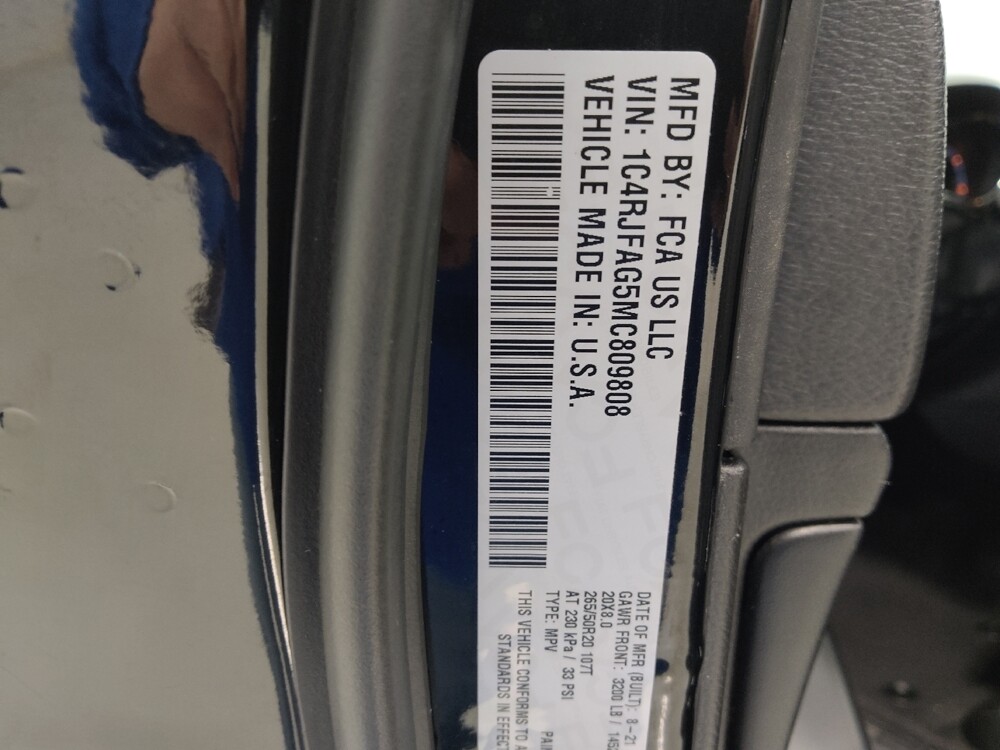 MFD BY: FCA US LLC
VIN: 1C4RJFAG5MC809808
VEHICLE MADE IN: U.S.A.
DATE OF MFR (BUILT): 8-21
GAWR FRONT: 3200 LB /
20X8.0
265/50R20 107T
AT 230 kPa / 33 PSI
TYPE: MPV
THIS VEHICLE CONFORMS TO
STANDARDS IN EFFECT